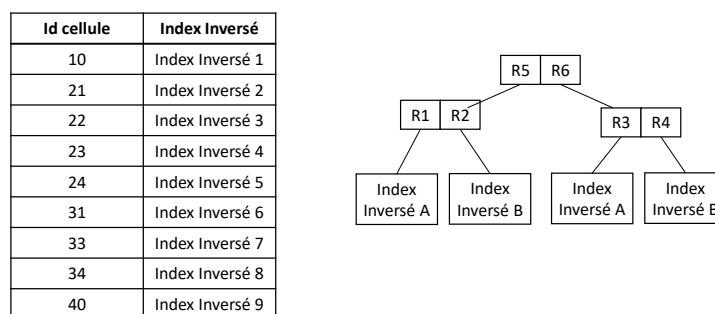 Id cellule Index Inversé
10 Index Inversé 1
21 Index Inversé 2
22 Index Inversé 3
23 Index Inversé 4
24 Index Inversé 5
31 Index Inversé 6
33 Index Inversé 7
34 Index Inversé 8
40 Index Inversé 9
R5 R6
R1 R2 R3 R4
Index Index Index Index
Inversé A Inversé B Inversé A Inversé B